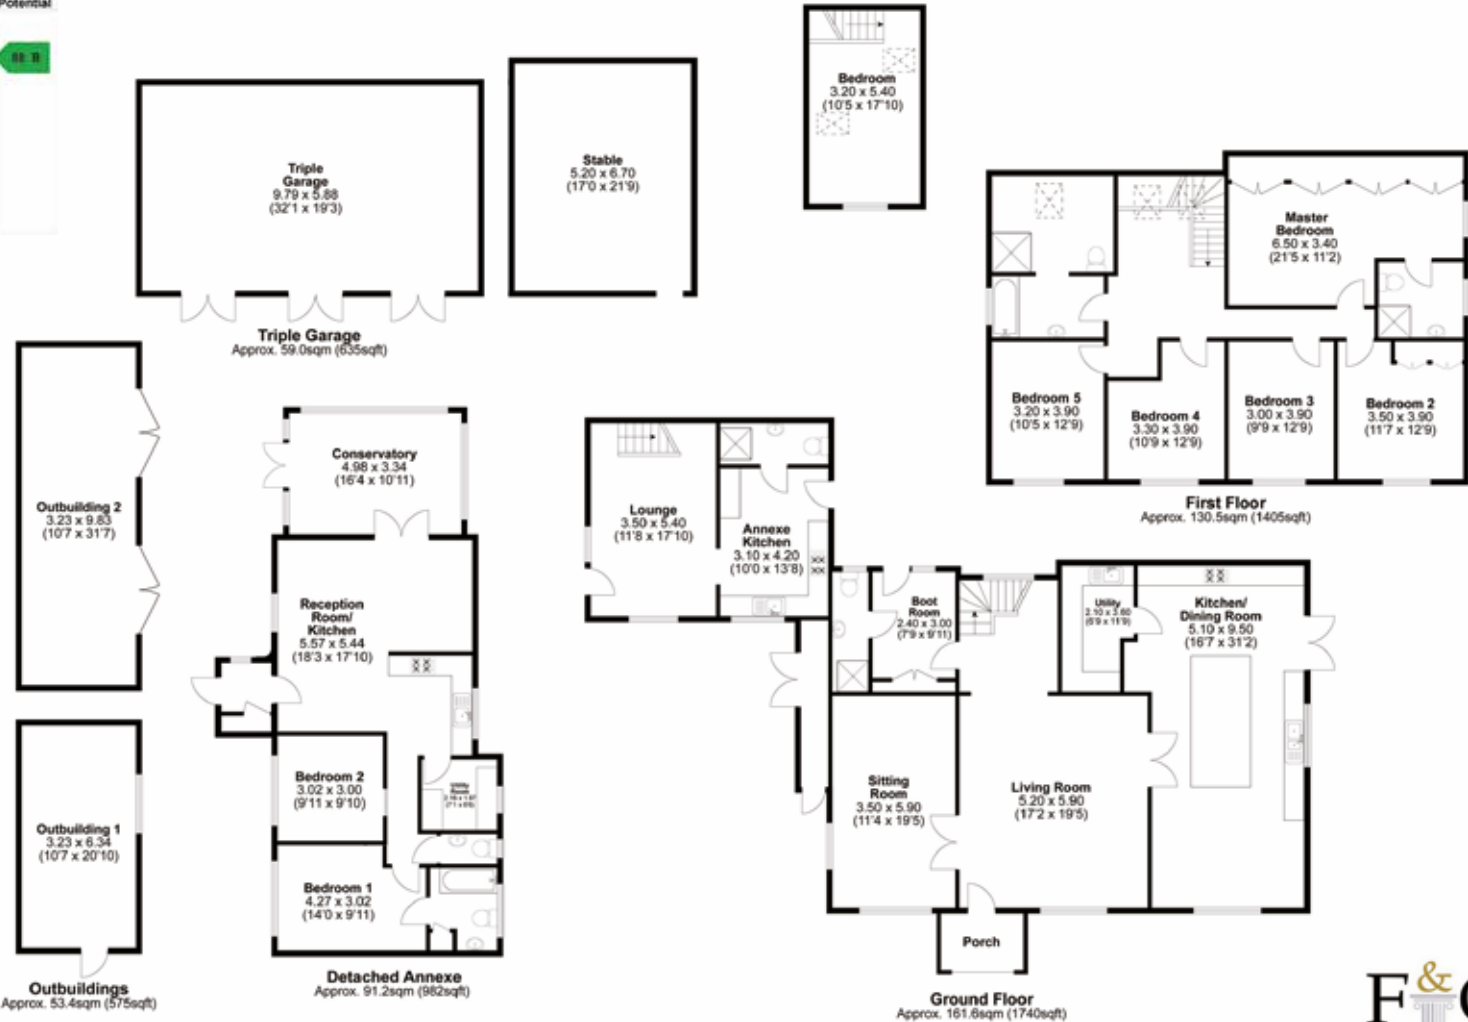 Potential
Triple
Garage
9.79 x 5.88
(32'1 x 19'3)
Triple Garage
Approx. 59.0sqm (635sqft)
Stable
5.20 x 6.70
(17'0 x 21'9)
Bedroom
3.20 x 5.40
(10'5 x 17'10)
Master
Bedroom
6.50 x 3.40
(21'5 x 11'2)
Bedroom 5
3.20 x 3.90
(10'5 x 12'9)
Bedroom 4
3.30 x 3.90
(10'9 x 12'9)
Bedroom 3
3.00 x 3.90
(9'9 x 12'9)
Bedroom 2
3.50 x 3.90
(11'7 x 12'9)
First Floor
Approx. 130.5sqm (1405sqft)
Outbuilding 2
3.23 x 9.83
(10'7 x 31'7)
Outbuilding 1
3.23 x 6.34
(10'7 x 20'10)
Outbuildings
Approx. 53.4sqm (575sqft)
Conservatory
4.98 x 3.34
(16'4 x 10'11)
Reception
Room/
Kitchen
5.57 x 5.44
(18'3 x 17'10)
Bedroom 2
3.02 x 3.00
(9'11 x 9'10)
Bedroom 1
4.27 x 3.02
(14'0 x 9'11)
Detached Annexe
Approx. 91.2sqm (982sqft)
Lounge
3.50 x 5.40
(11'8 x 17'10)
Annexe
Kitchen
3.10 x 4.20
(10'0 x 13'8)
Boot
Room
2.40 x 3.00
(7'9 x 9'11)
Utility
2.10 x 3.60
(6'9 x 11'9)
Kitchen/
Dining Room
5.10 x 9.50
(16'7 x 31'2)
Sitting
Room
3.50 x 5.90
(11'4 x 19'5)
Living Room
5.20 x 5.90
(17'2 x 19'5)
Porch
Ground Floor
Approx. 161.6sqm (1740sqft)
F &